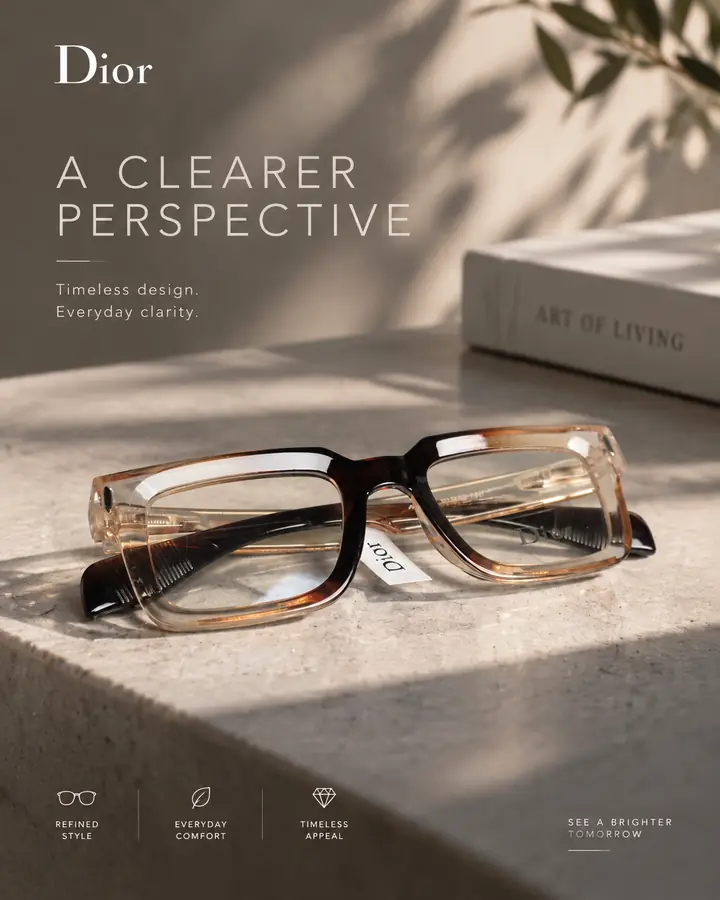 Dior
A CLEARER
PERSPECTIVE
Timeless design.
Everyday clarity.
ART OF LIVING
Dior
Dior
REFINED
STYLE
EVERYDAY
COMFORT
TIMELESS
APPEAL
SEE A BRIGHTER
TOMORROW